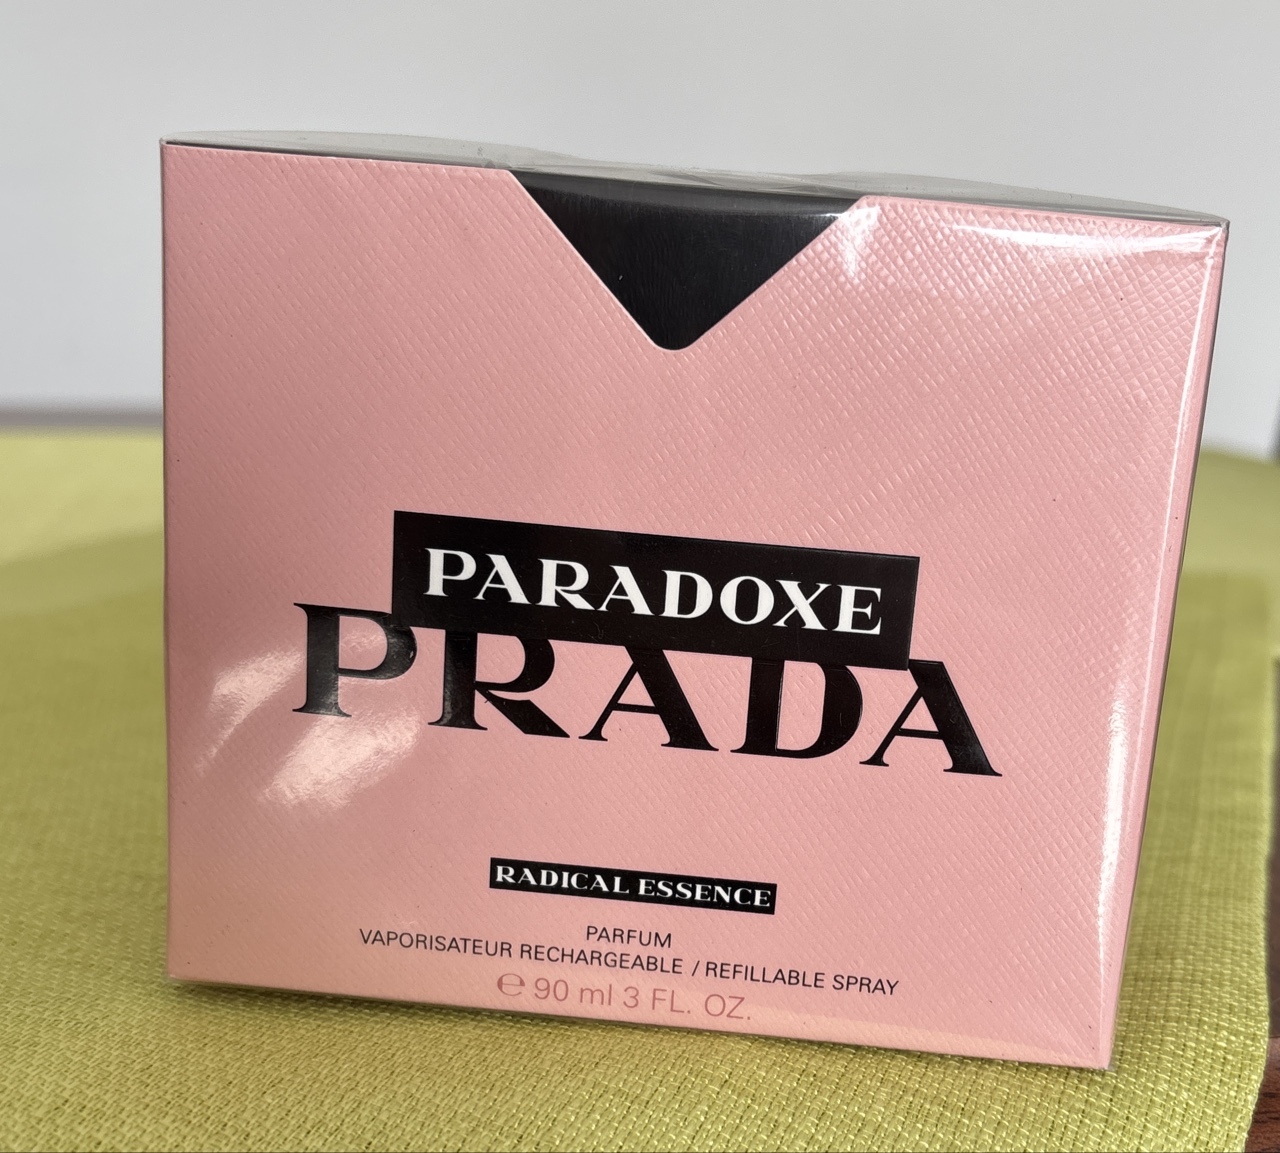 PARADOXE
PRADA
RADICAL ESSENCE
PARFUM
VAPORISATEUR RECHARGEABLE / REFILLABLE SPRAY
℮ 90 ml 3 FL. OZ.